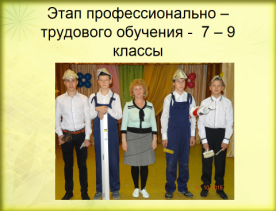 Этап профессионально –
трудового обучения -  7 – 9
классы